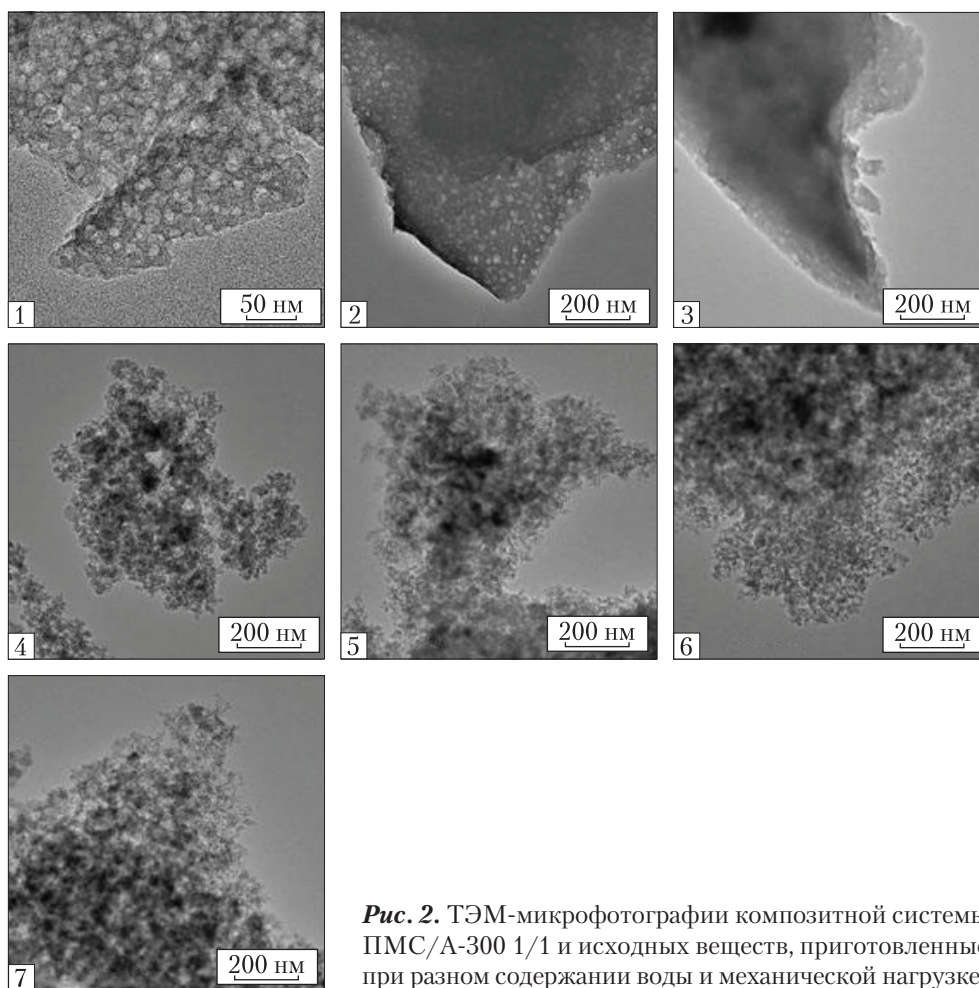 1
50 нм
2
200 нм
3
200 нм
4
200 нм
5
200 нм
6
200 нм
7
200 нм
Рис. 2. ТЭМ-микрофотографии композитной системы
ПМС/А-300 1/1 и исходных веществ, приготовленные
при разном содержании воды и механической нагрузке